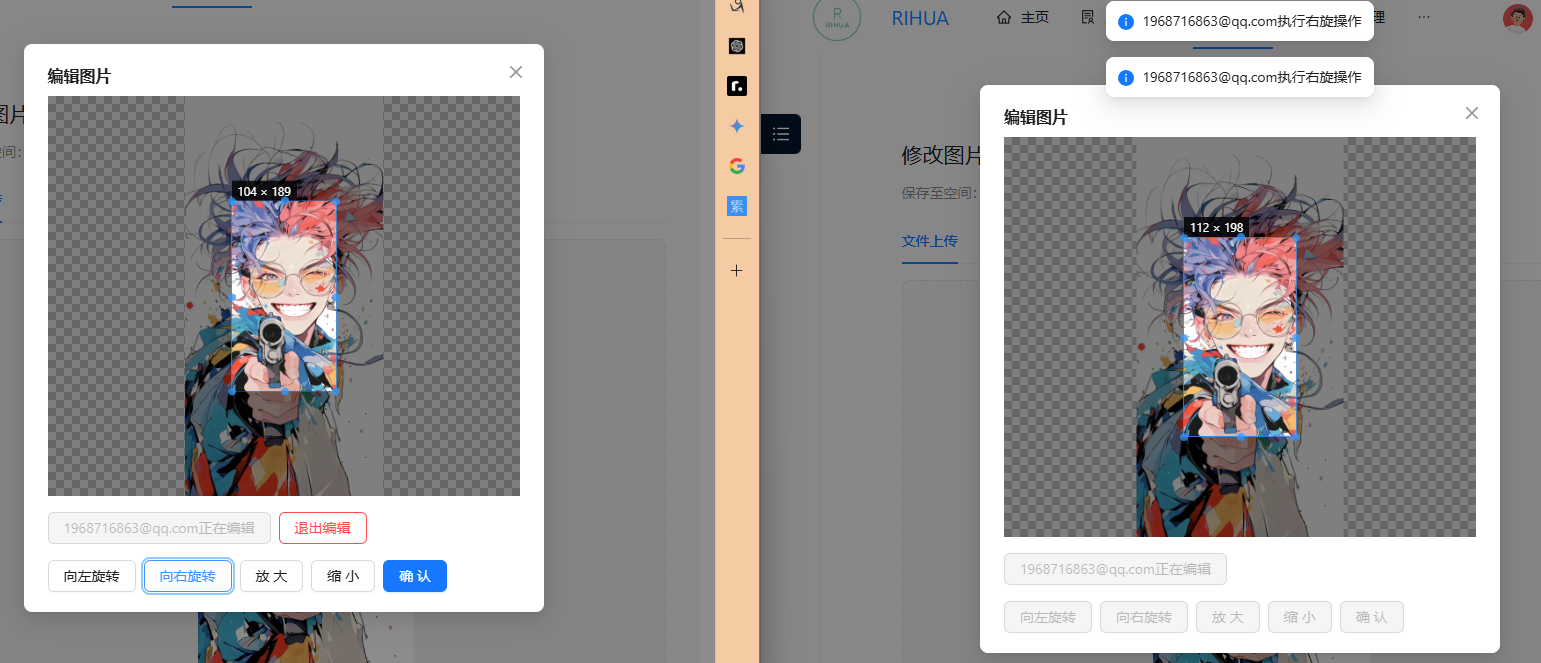 编辑图片
104 × 189
1968716863@qq.com正在编辑
退出编辑
向左旋转
向右旋转
放 大
缩 小
确 认
图片
空间：
素
R
RIHUA
RIHUA
主页
理
···
1968716863@qq.com执行右旋操作
1968716863@qq.com执行右旋操作
修改图片
保存至空间：
文件上传
编辑图片
112 × 198
1968716863@qq.com正在编辑
向左旋转
向右旋转
放 大
缩 小
确 认